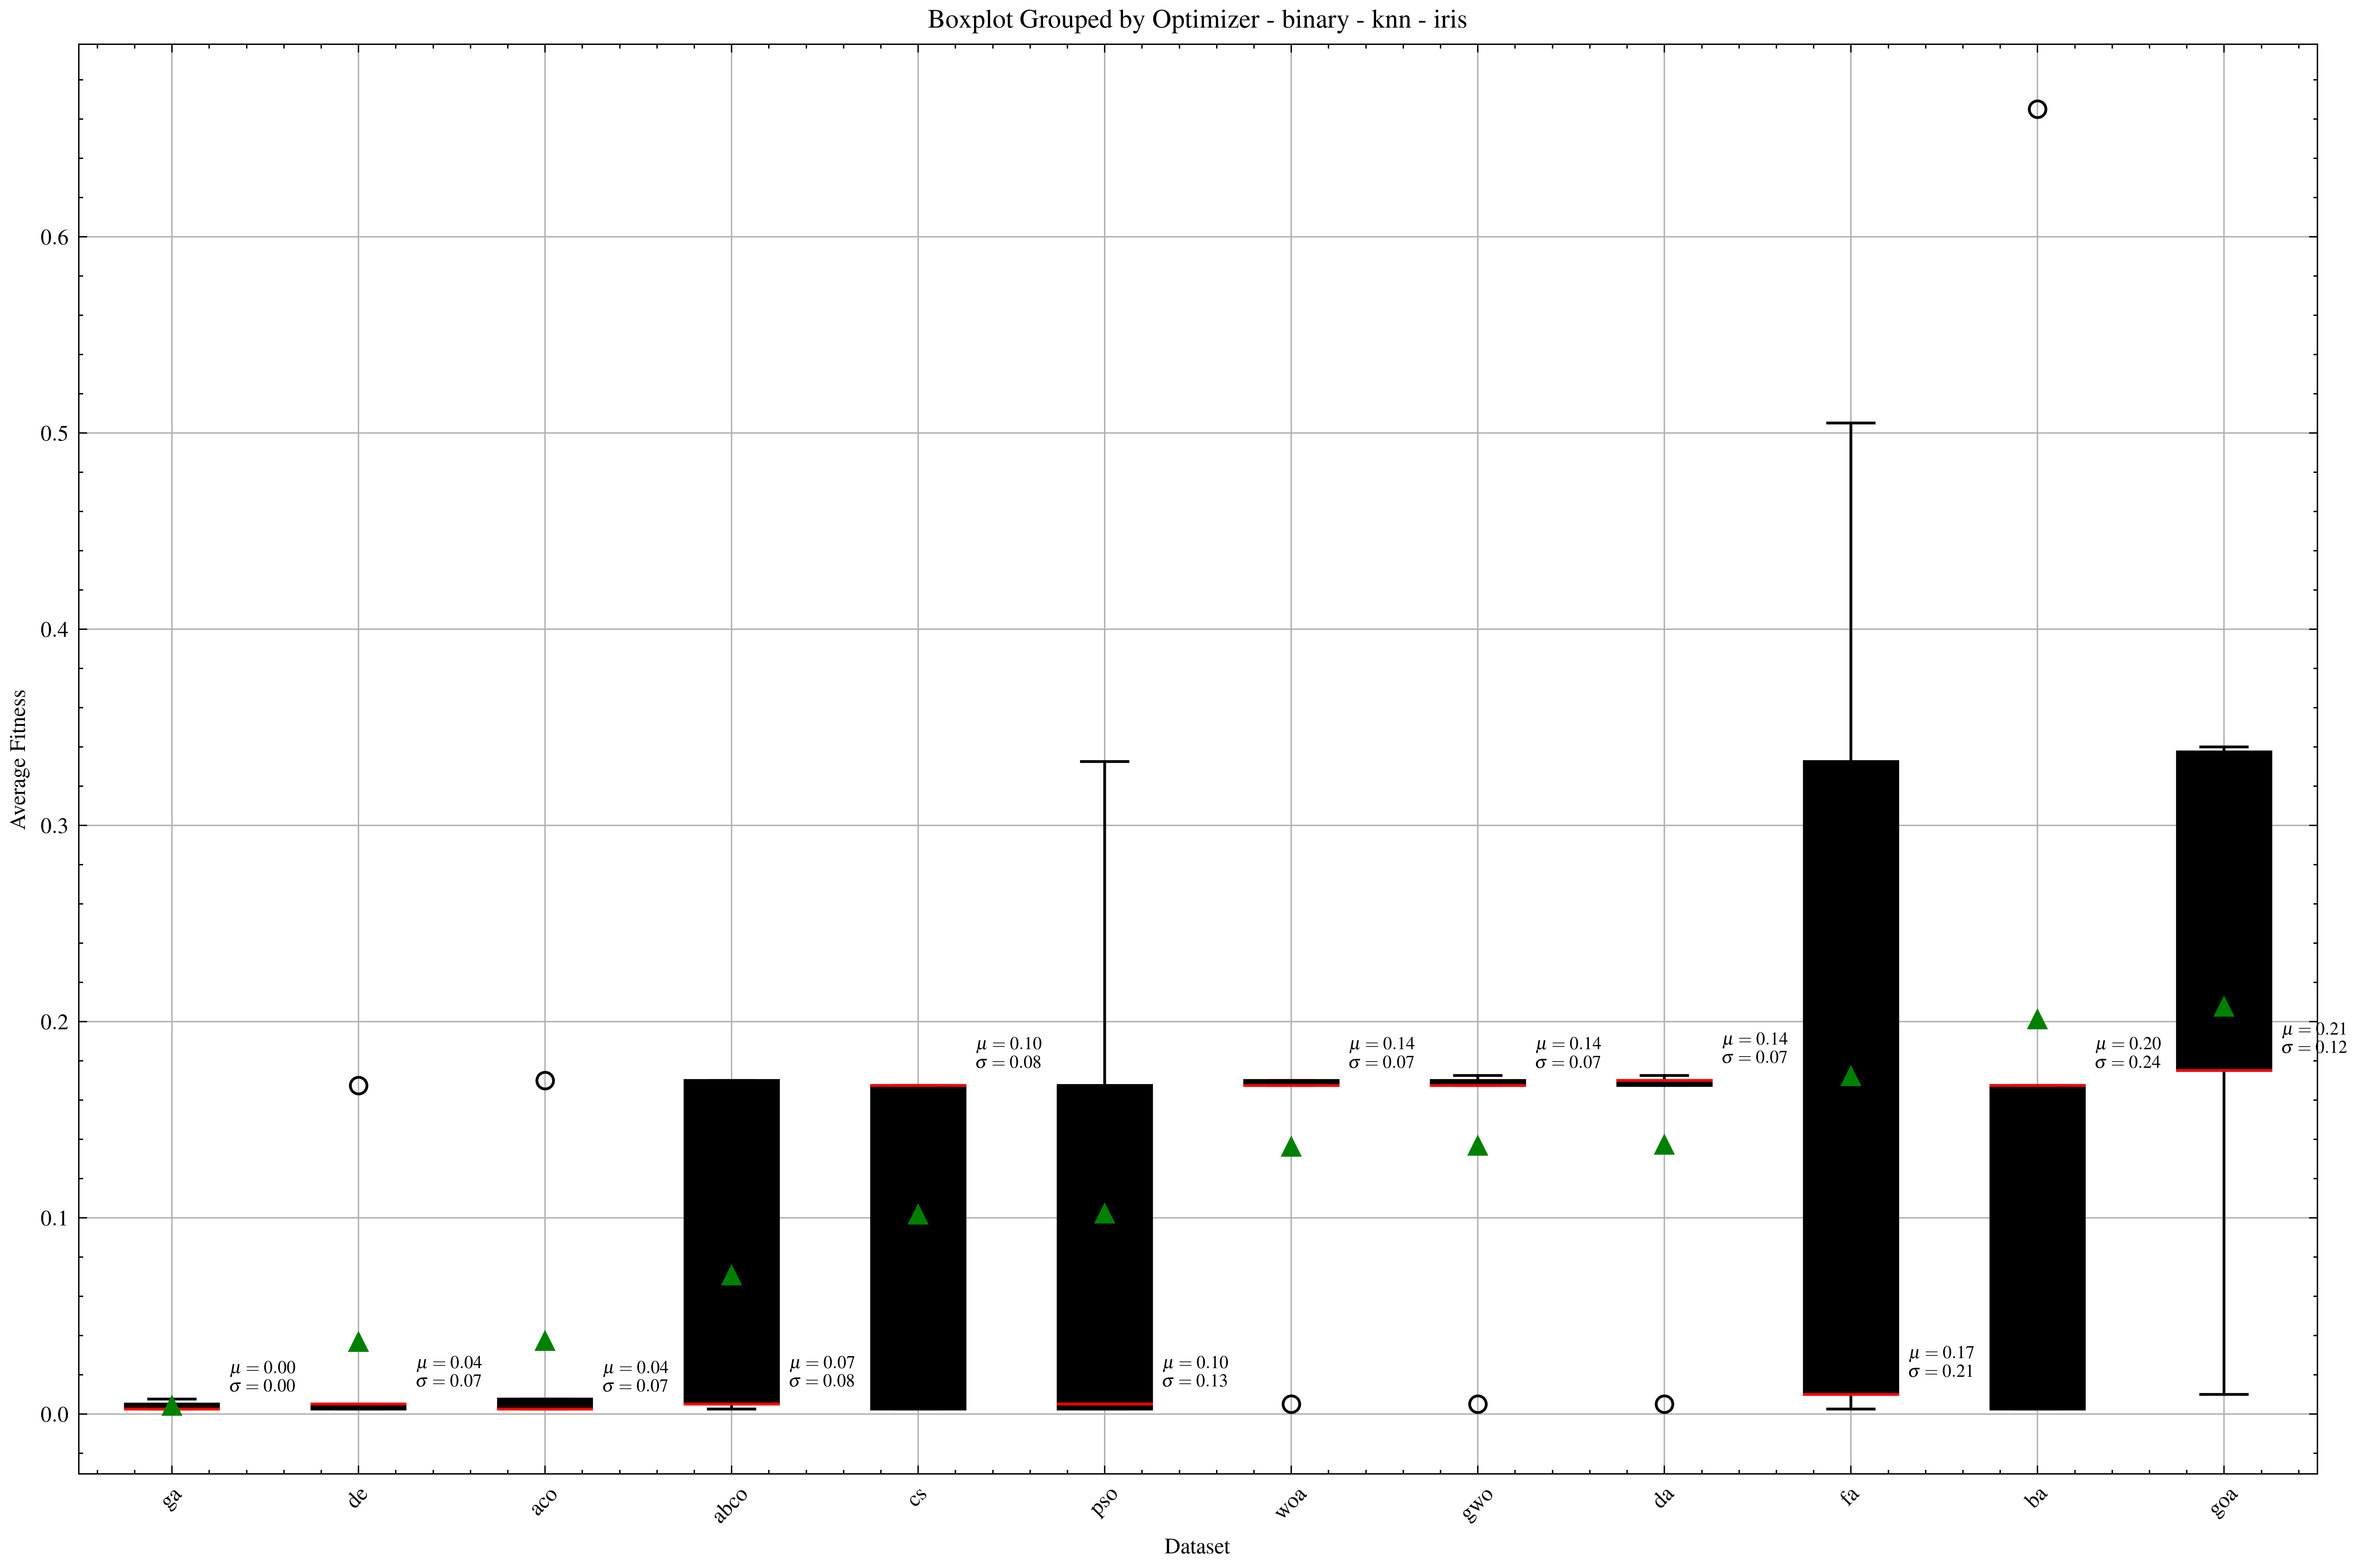 Boxplot Grouped by Optimizer - binary - knn - iris
Average Fitness
0.6
0.5
0.4
0.3
0.2
0.1
0.0
μ = 0.00
σ = 0.00
μ = 0.04
σ = 0.07
μ = 0.04
σ = 0.07
μ = 0.07
σ = 0.08
μ = 0.10
σ = 0.08
μ = 0.10
σ = 0.13
μ = 0.14
σ = 0.07
μ = 0.14
σ = 0.07
μ = 0.14
σ = 0.07
μ = 0.17
σ = 0.21
μ = 0.20
σ = 0.24
μ = 0.21
σ = 0.12
ga
de
aco
abco
cs
pso
woa
gwo
da
fa
ba
goa
Dataset